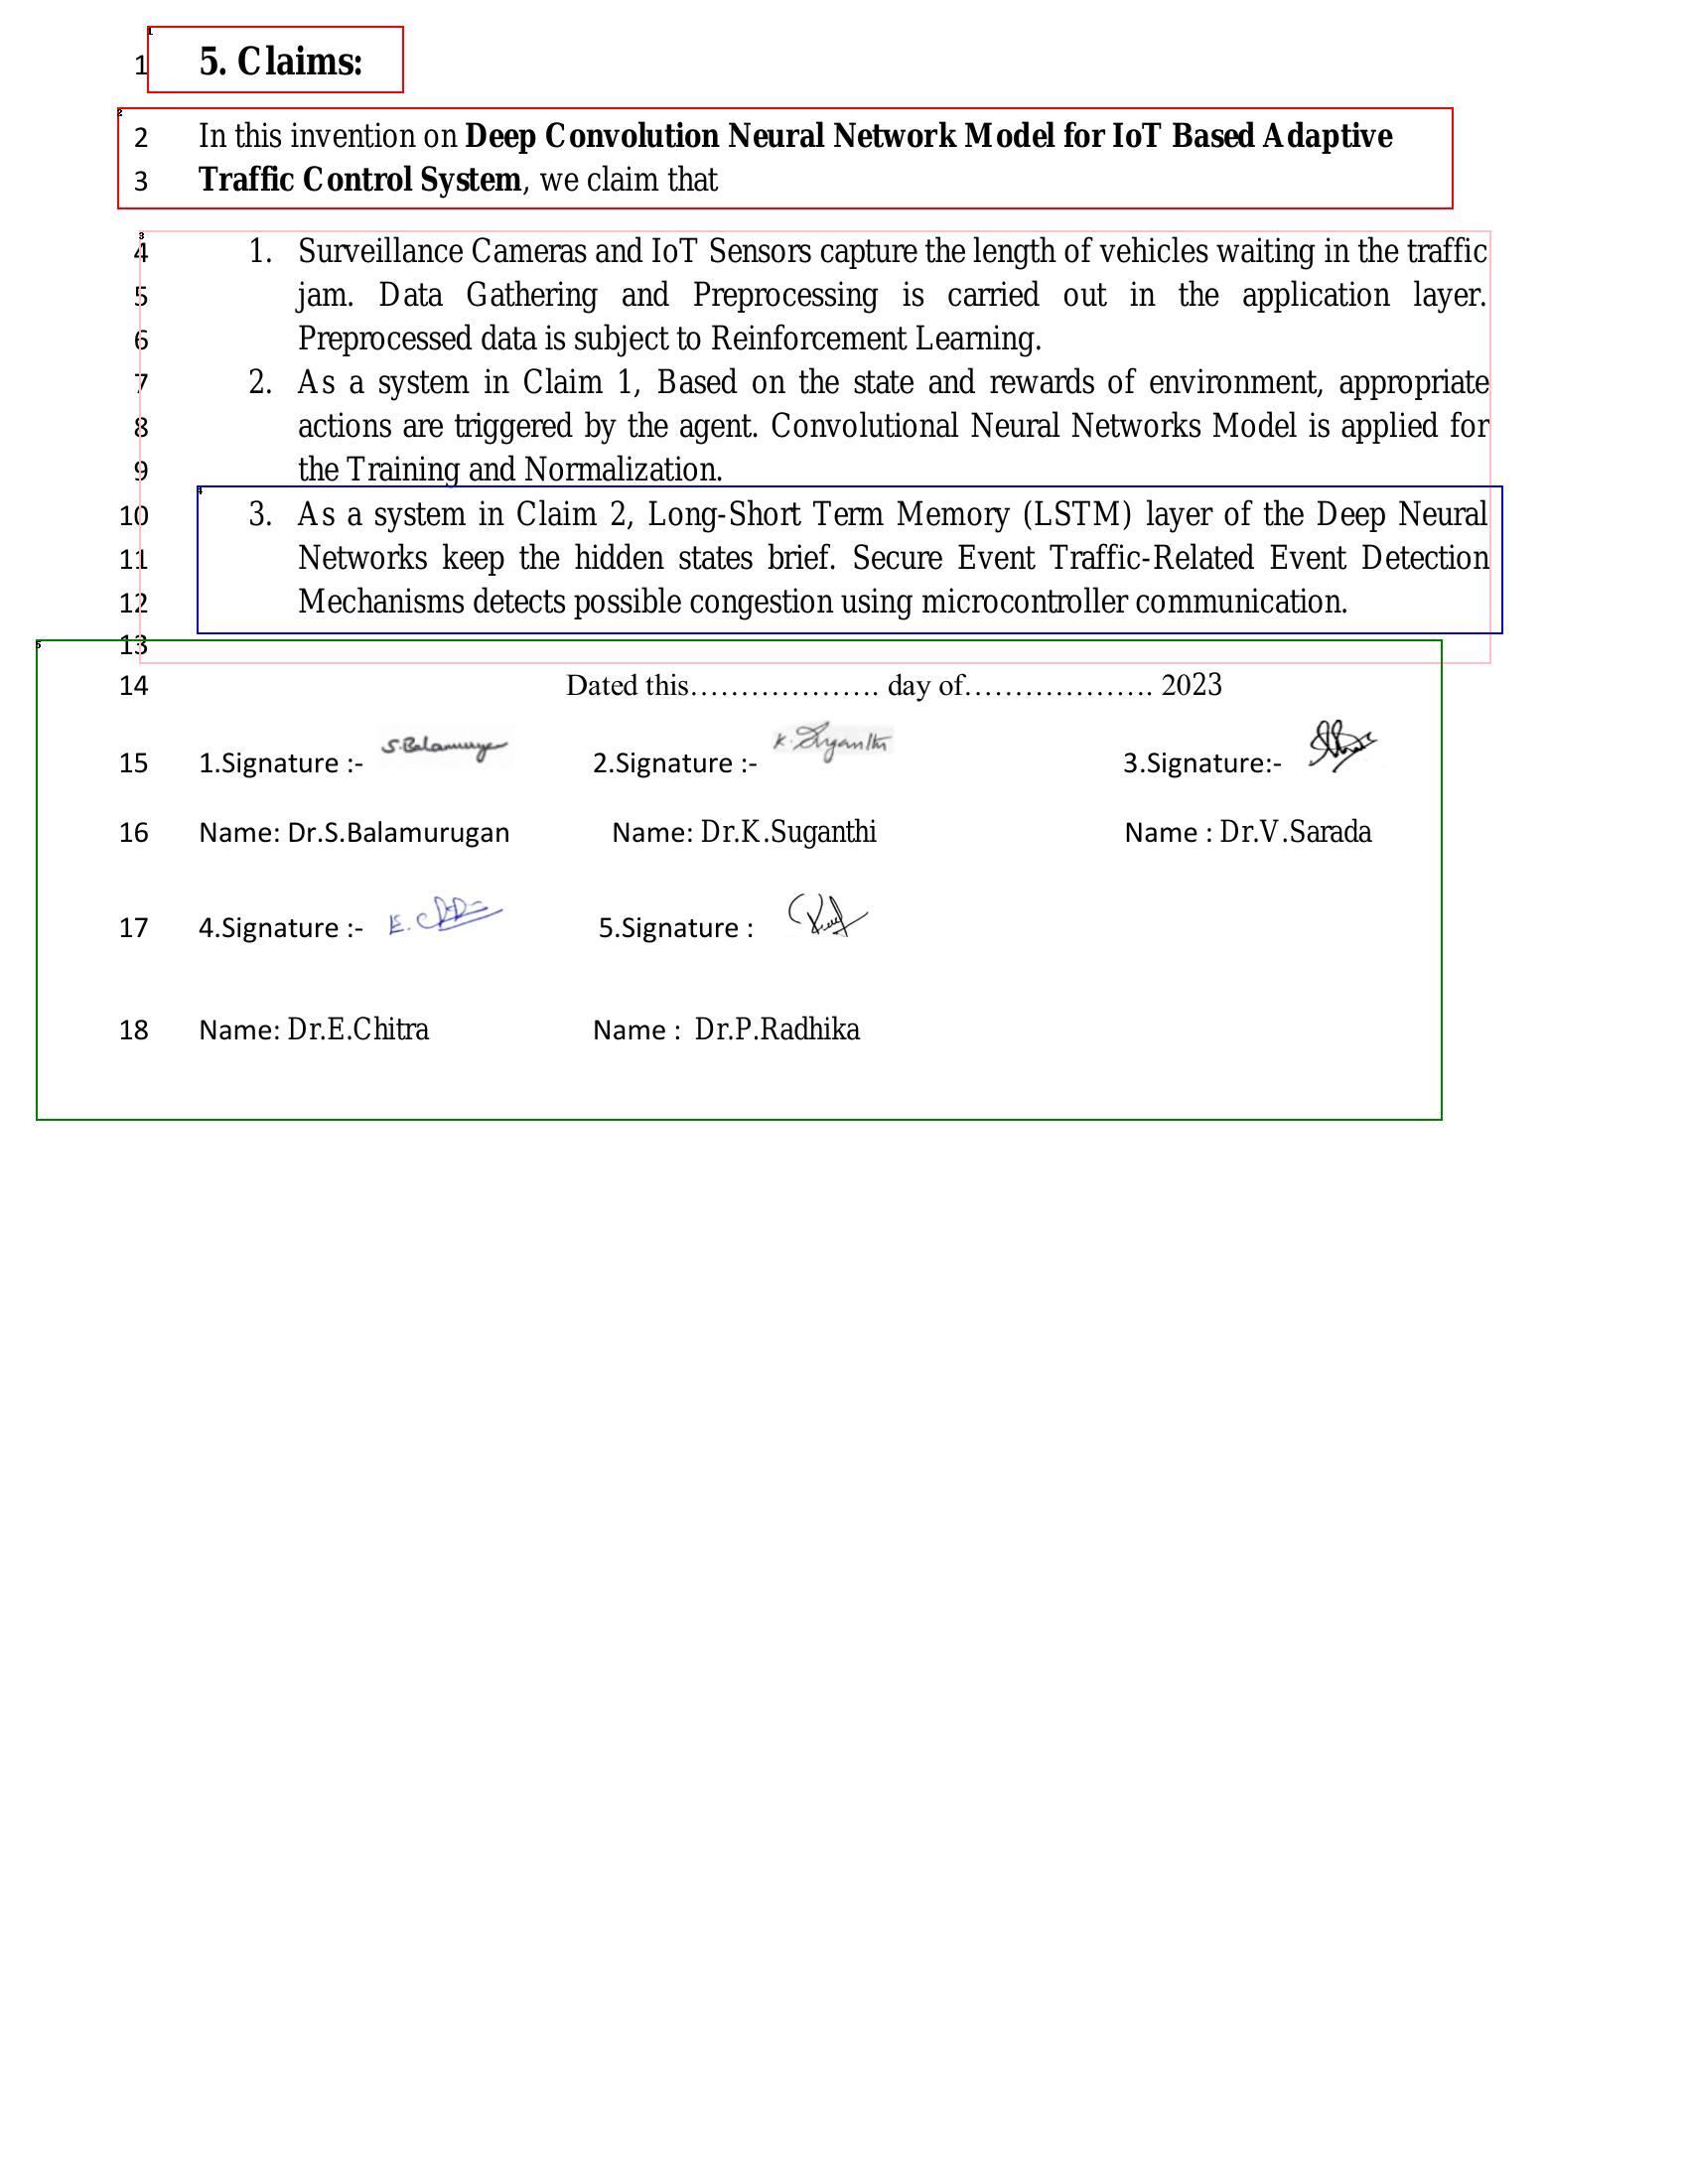 1 5. Claims:
2 In this invention on Deep Convolution Neural Network Model for IoT Based Adaptive
3 Traffic Control System, we claim that
4 1. Surveillance Cameras and IoT Sensors capture the length of vehicles waiting in the traffic
5 jam. Data Gathering and Preprocessing is carried out in the application layer.
6 Preprocessed data is subject to Reinforcement Learning.
7 2. As a system in Claim 1, Based on the state and rewards of environment, appropriate
8 actions are triggered by the agent. Convolutional Neural Networks Model is applied for
9 the Training and Normalization.
10 3. As a system in Claim 2, Long-Short Term Memory (LSTM) layer of the Deep Neural
11 Networks keep the hidden states brief. Secure Event Traffic-Related Event Detection
12 Mechanisms detects possible congestion using microcontroller communication.
13
14 Dated this………………. day of………………. 2023
15 1.Signature :- S.Balamurugan 2.Signature :- K. Suganthi 3.Signature:-
16 Name: Dr.S.Balamurugan Name: Dr.K.Suganthi Name : Dr.V.Sarada
17 4.Signature :- 5.Signature :
18 Name: Dr.E.Chitra Name : Dr.P.Radhika